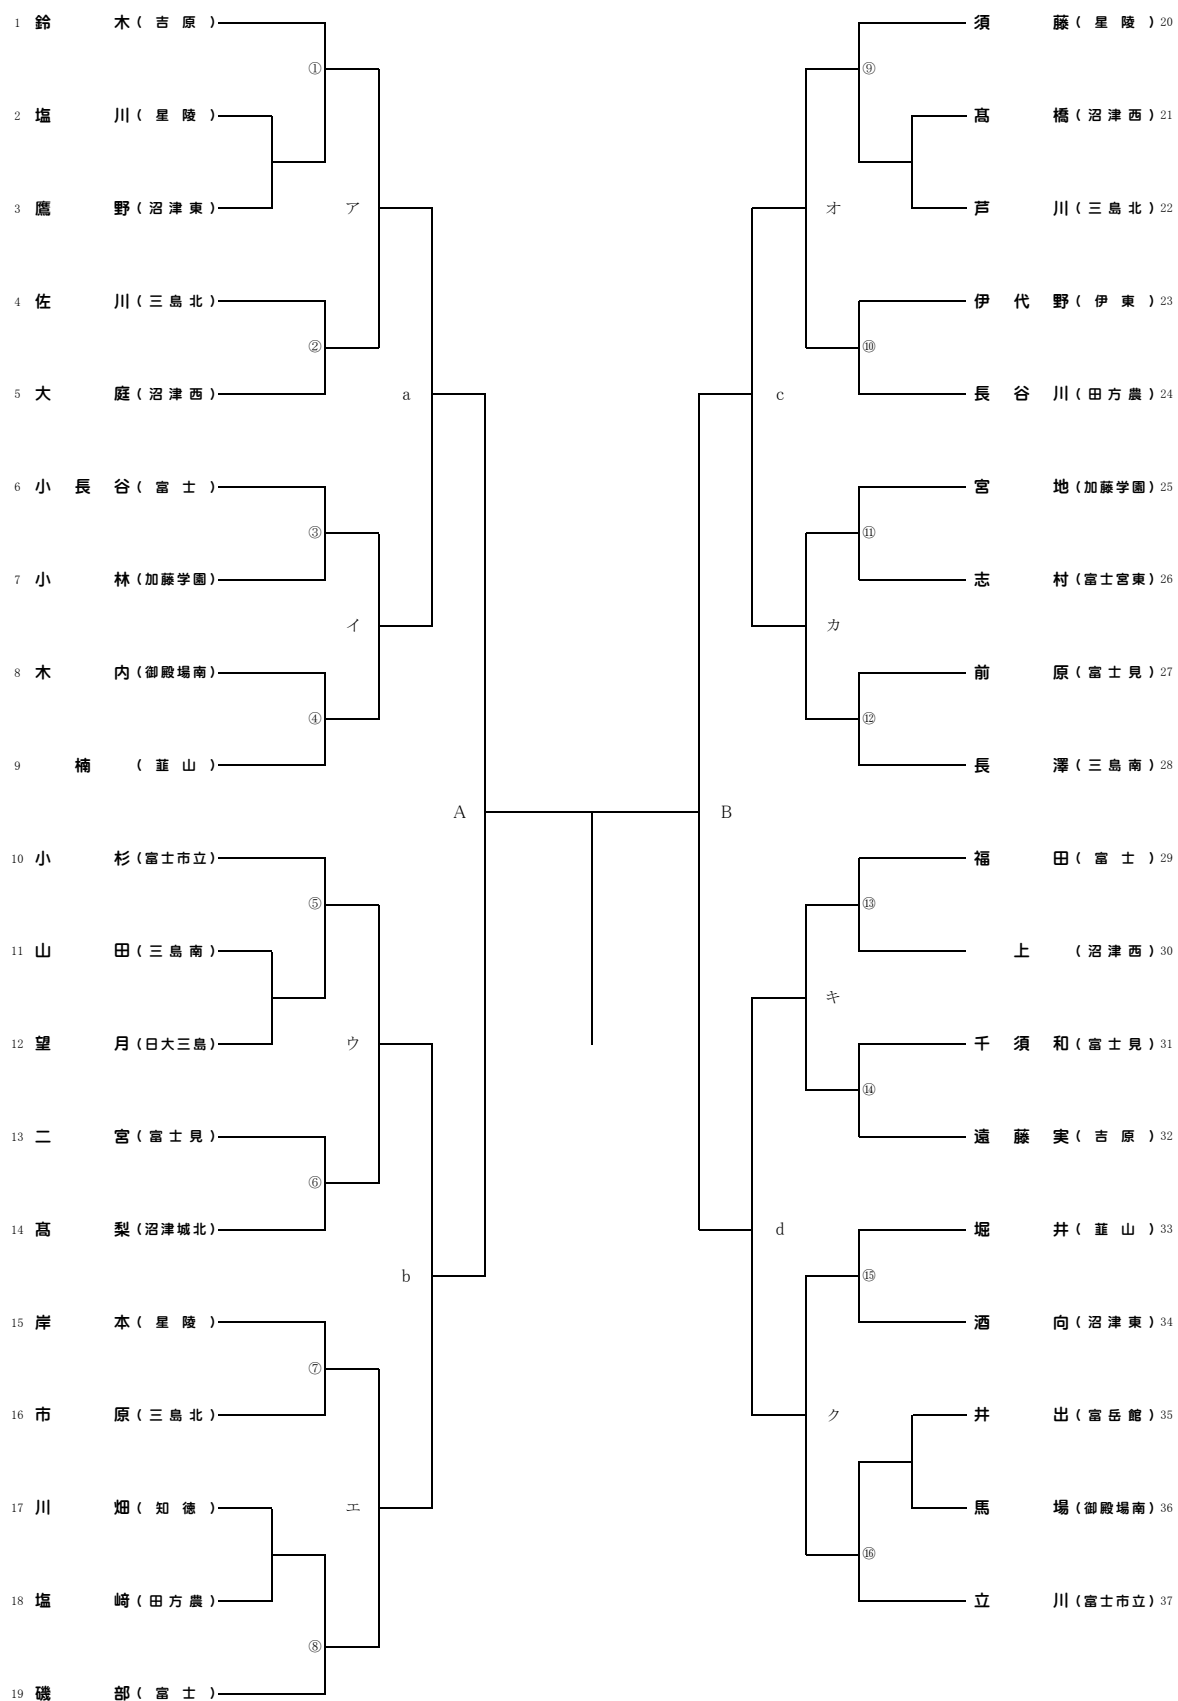 1 鈴木(吉原)
①
2 塩川(星陵)
3 鷹野(沼津東)
ア
4 佐川(三島北)
②
5 大庭(沼津西)
a
6 小長谷(富士)
③
7 小林(加藤学園)
イ
8 木内(御殿場南)
④
9 楠(韮山)
A
10 小杉(富士市立)
⑤
11 山田(三島南)
12 望月(日大三島)
ウ
13 二宮(富士見)
⑥
14 髙梨(沼津城北)
b
15 岸本(星陵)
⑦
16 市原(三島北)
17 川畑(知徳)
エ
18 塩﨑(田方農)
⑧
19 磯部(富士)
須藤(星陵)20
⑨
髙橋(沼津西)21
芦川(三島北)22
オ
伊代野(伊東)23
⑩
長谷川(田方農)24
c
宮地(加藤学園)25
⑪
志村(富士宮東)26
カ
前原(富士見)27
⑫
長澤(三島南)28
B
福田(富士)29
⑬
上(沼津西)30
キ
千須和(富士見)31
⑭
遠藤実(吉原)32
堀井(韮山)33
d
⑮
酒向(沼津東)34
井出(富岳館)35
ク
馬場(御殿場南)36
⑯
立川(富士市立)37